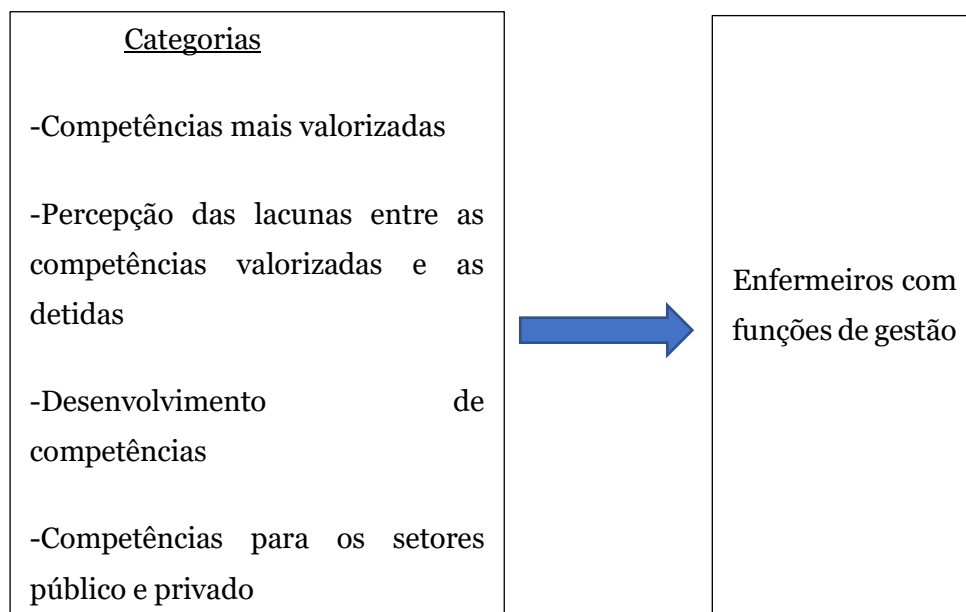 Categorias
-Competências mais valorizadas
-Percepção das lacunas entre as
competências valorizadas e as
detidas
-Desenvolvimento de
competências
-Competências para os setores
público e privado
Enfermeiros com
funções de gestão